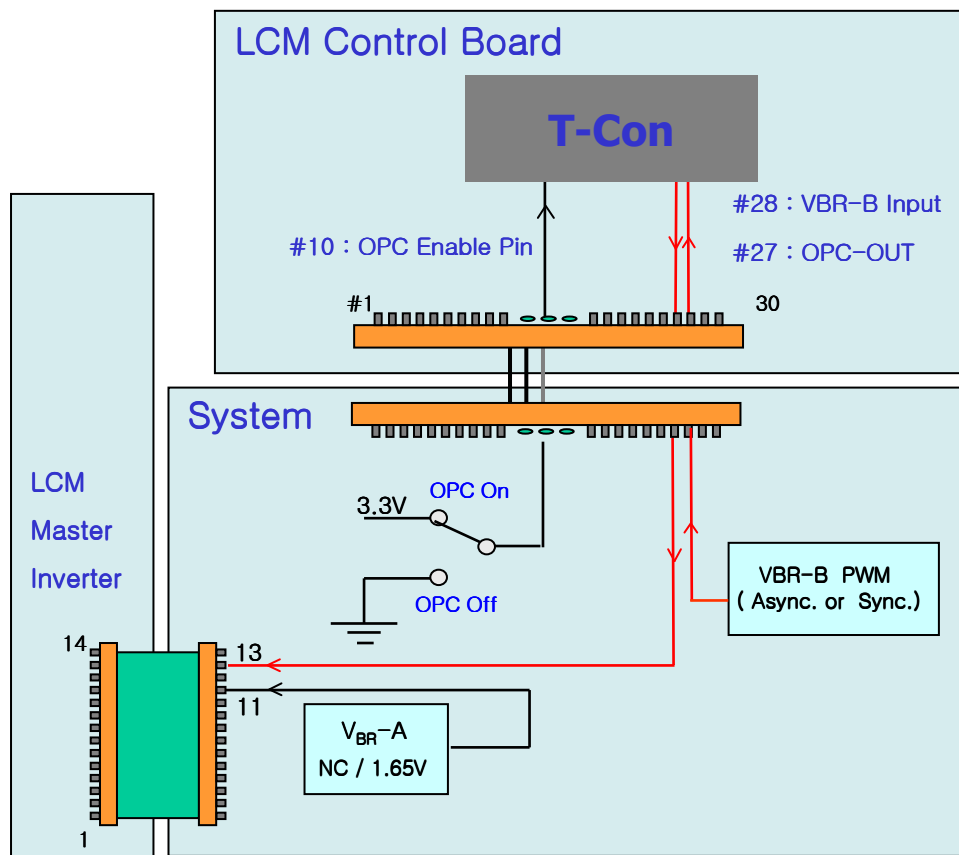 LCM Control Board
T-Con
#28 : VBR-B Input
#10 : OPC Enable Pin
#27 : OPC-OUT
#1
30
System
LCM
Master
Inverter
OPC On
3.3V
OPC Off
VBR-B PWM
( Async. or Sync.)
14
13
11
VBR-A
NC / 1.65V
1